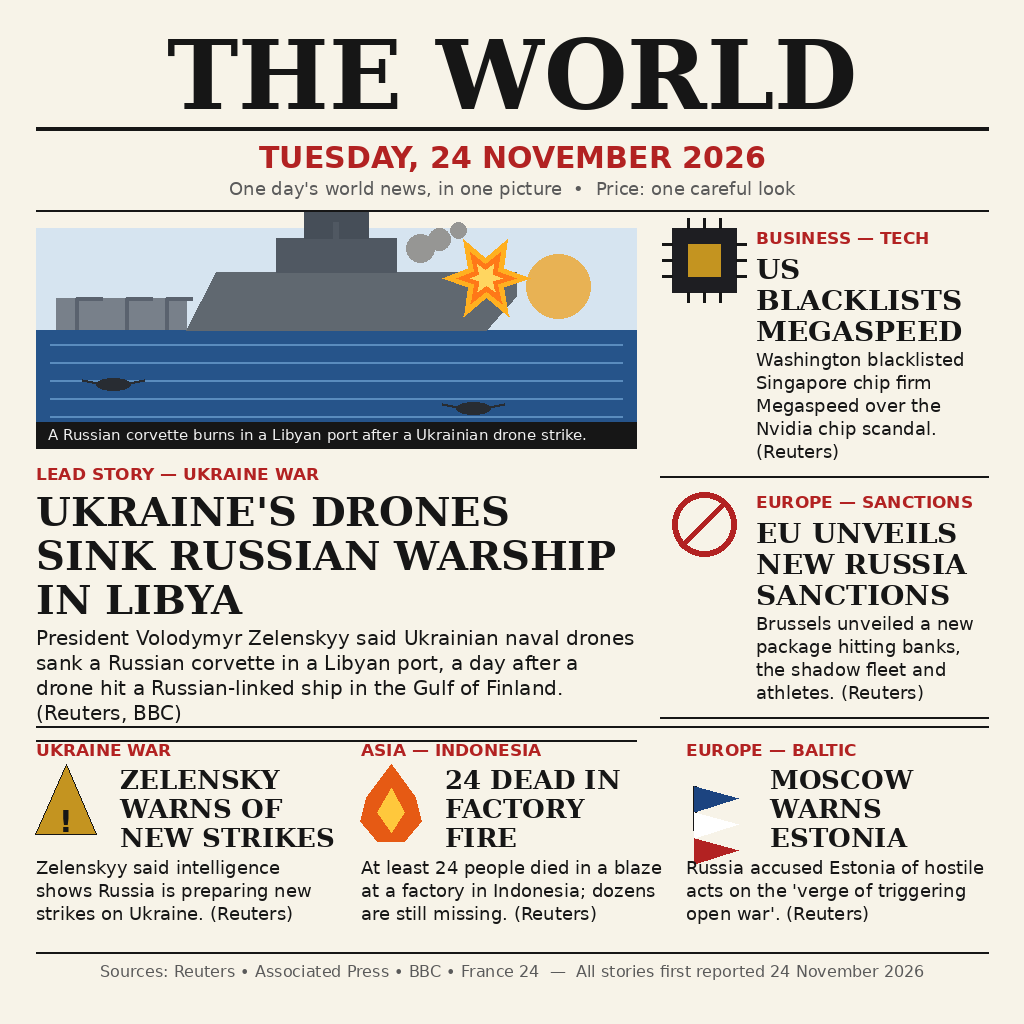 THE WORLD
TUESDAY, 24 NOVEMBER 2026
One day's world news, in one picture • Price: one careful look
A Russian corvette burns in a Libyan port after a Ukrainian drone strike.
LEAD STORY — UKRAINE WAR
UKRAINE'S DRONES
SINK RUSSIAN WARSHIP
IN LIBYA
President Volodymyr Zelenskyy said Ukrainian naval drones
sank a Russian corvette in a Libyan port, a day after a
drone hit a Russian-linked ship in the Gulf of Finland.
(Reuters, BBC)
BUSINESS — TECH
US
BLACKLISTS
MEGASPEED
Washington blacklisted
Singapore chip firm
Megaspeed over the
Nvidia chip scandal.
(Reuters)
EUROPE — SANCTIONS
EU UNVEILS
NEW RUSSIA
SANCTIONS
Brussels unveiled a new
package hitting banks,
the shadow fleet and
athletes. (Reuters)
UKRAINE WAR
!
ZELENSKY
WARNS OF
NEW STRIKES
Zelenskyy said intelligence
shows Russia is preparing new
strikes on Ukraine. (Reuters)
ASIA — INDONESIA
24 DEAD IN
FACTORY
FIRE
At least 24 people died in a blaze
at a factory in Indonesia; dozens
are still missing. (Reuters)
EUROPE — BALTIC
MOSCOW
WARNS
ESTONIA
Russia accused Estonia of hostile
acts on the 'verge of triggering
open war'. (Reuters)
Sources: Reuters • Associated Press • BBC • France 24 — All stories first reported 24 November 2026